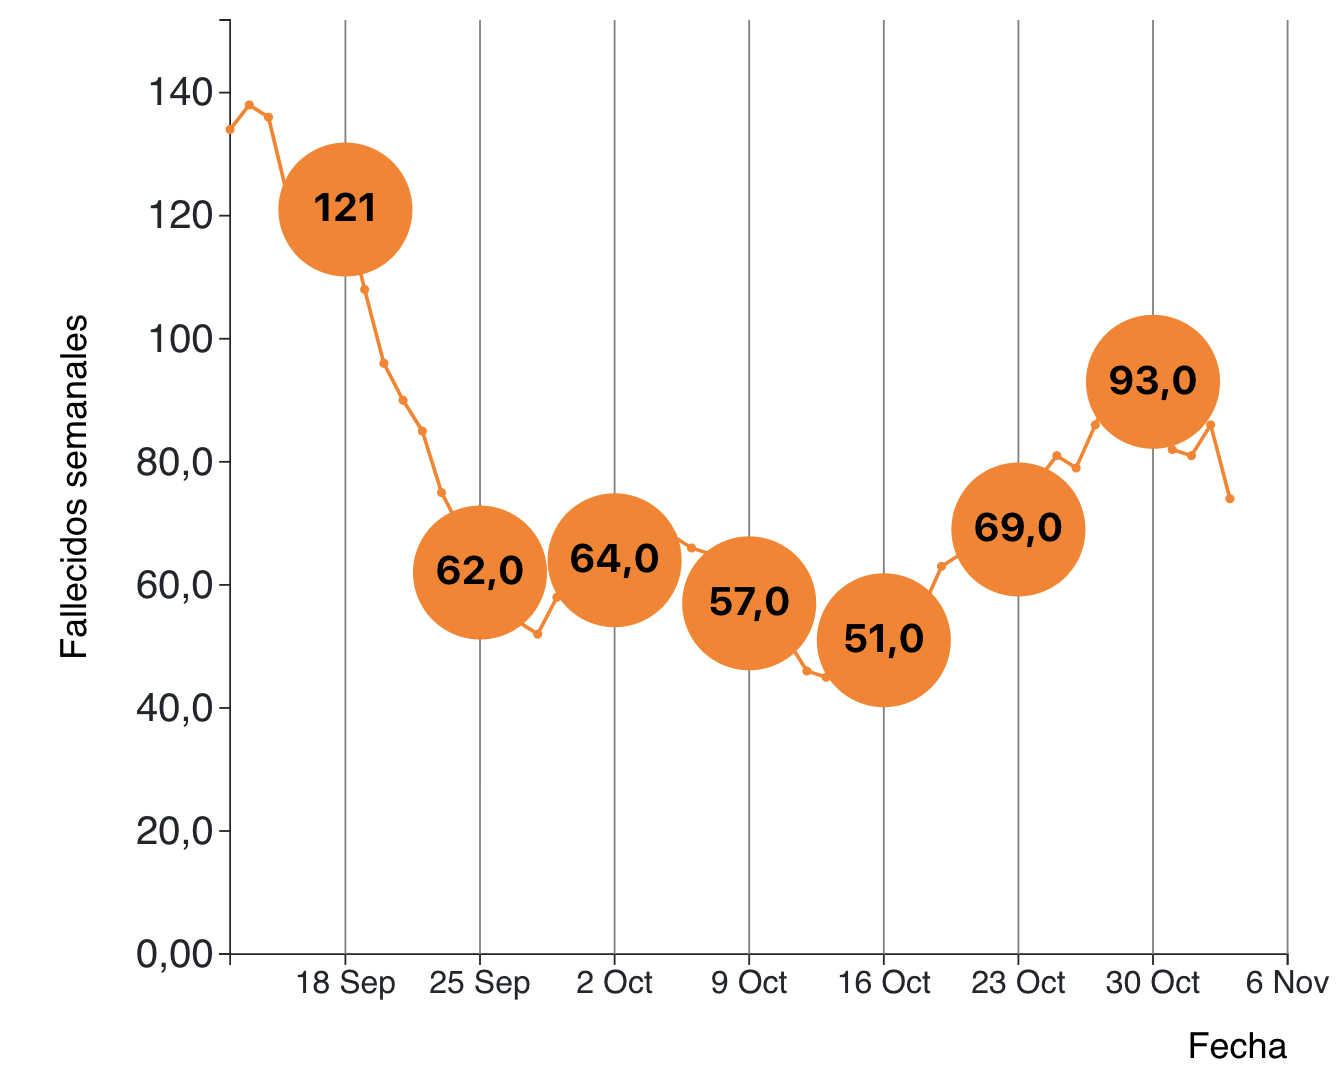 140
120
100
80,0
60,0
40,0
20,0
0,00
Fallecidos semanales
121
62,0
64,0
57,0
51,0
69,0
93,0
18 Sep
25 Sep
2 Oct
9 Oct
16 Oct
23 Oct
30 Oct
6 Nov
Fecha